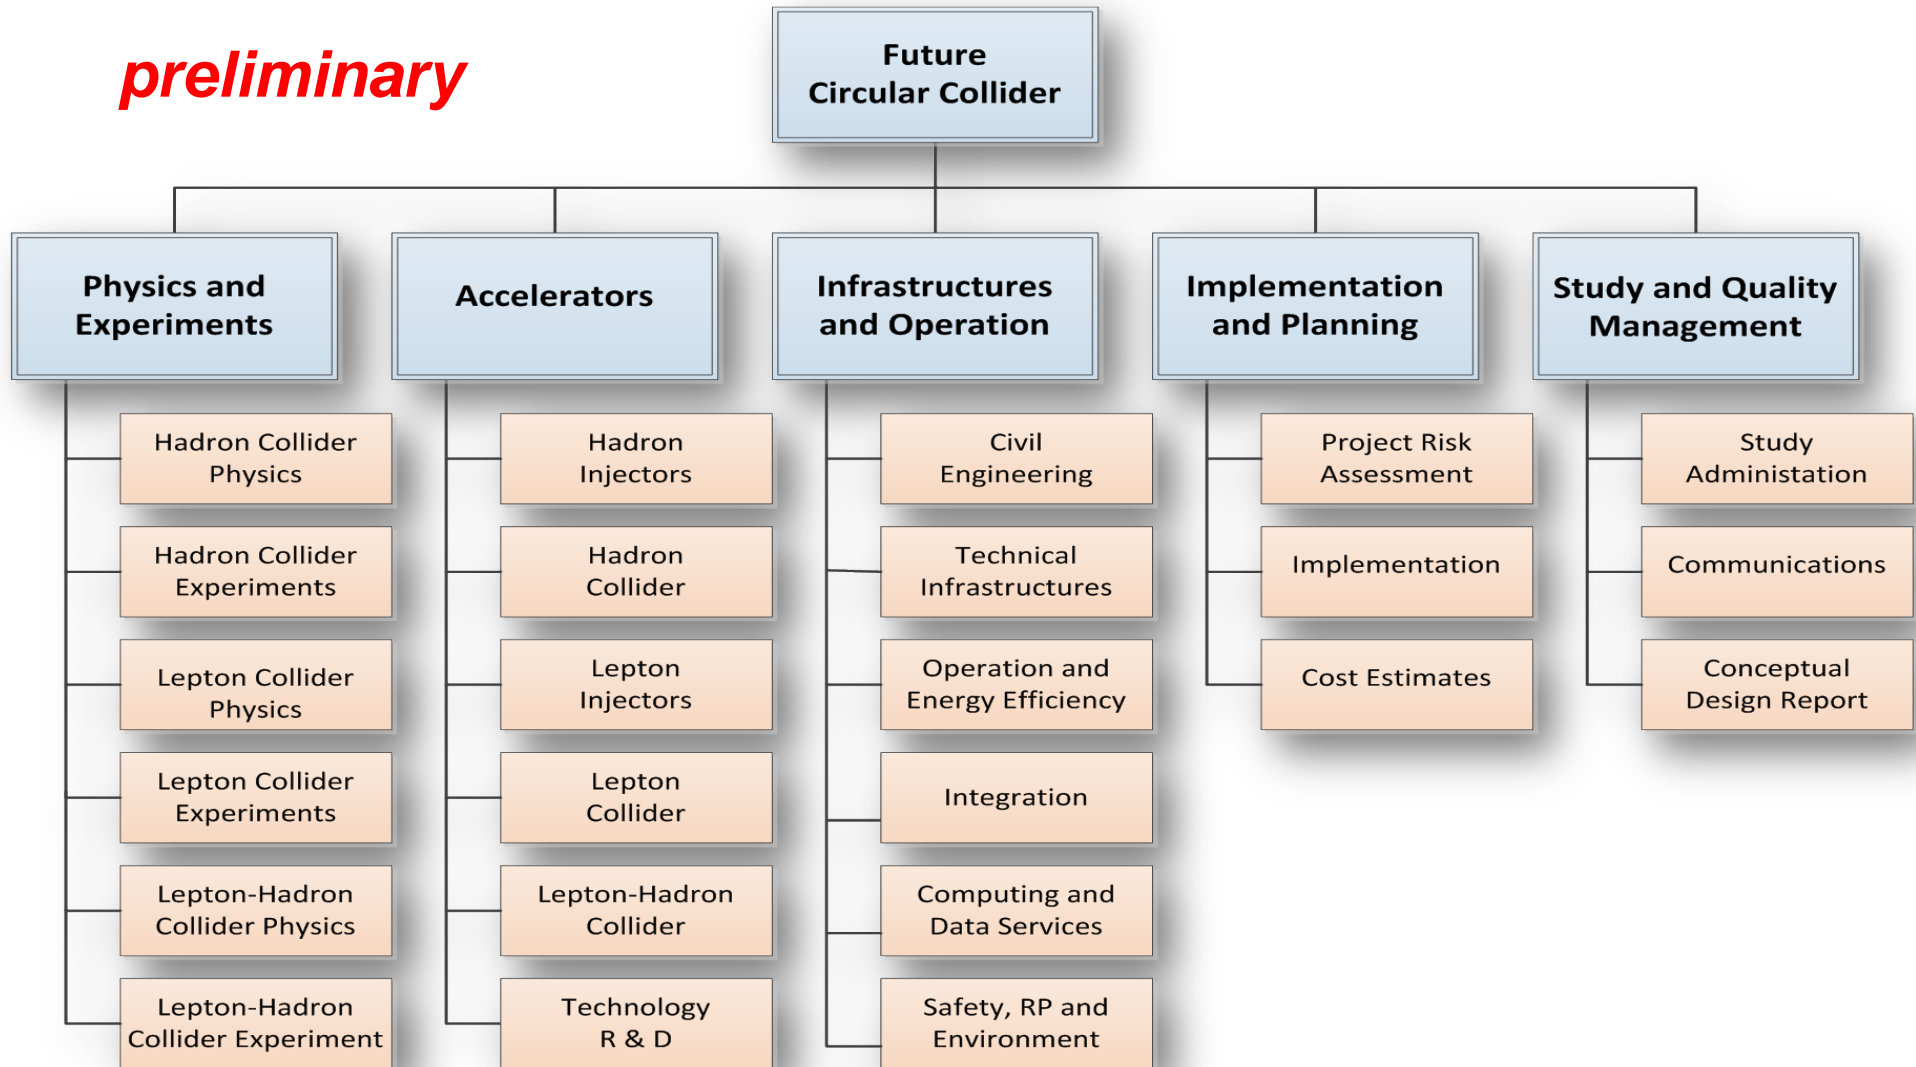 preliminary
Future
Circular Collider
Physics and
Experiments
Accelerators
Infrastructures
and Operation
Implementation
and Planning
Study and Quality
Management
Hadron Collider
Physics
Hadron Collider
Experiments
Lepton Collider
Physics
Lepton Collider
Experiments
Lepton-Hadron
Collider Physics
Lepton-Hadron
Collider Experiment
Hadron
Injectors
Hadron
Collider
Lepton
Injectors
Lepton
Collider
Lepton-Hadron
Collider
Technology
R & D
Civil
Engineering
Technical
Infrastructures
Operation and
Energy Efficiency
Integration
Computing and
Data Services
Safety, RP and
Environment
Project Risk
Assessment
Implementation
Cost Estimates
Study
Administation
Communications
Conceptual
Design Report